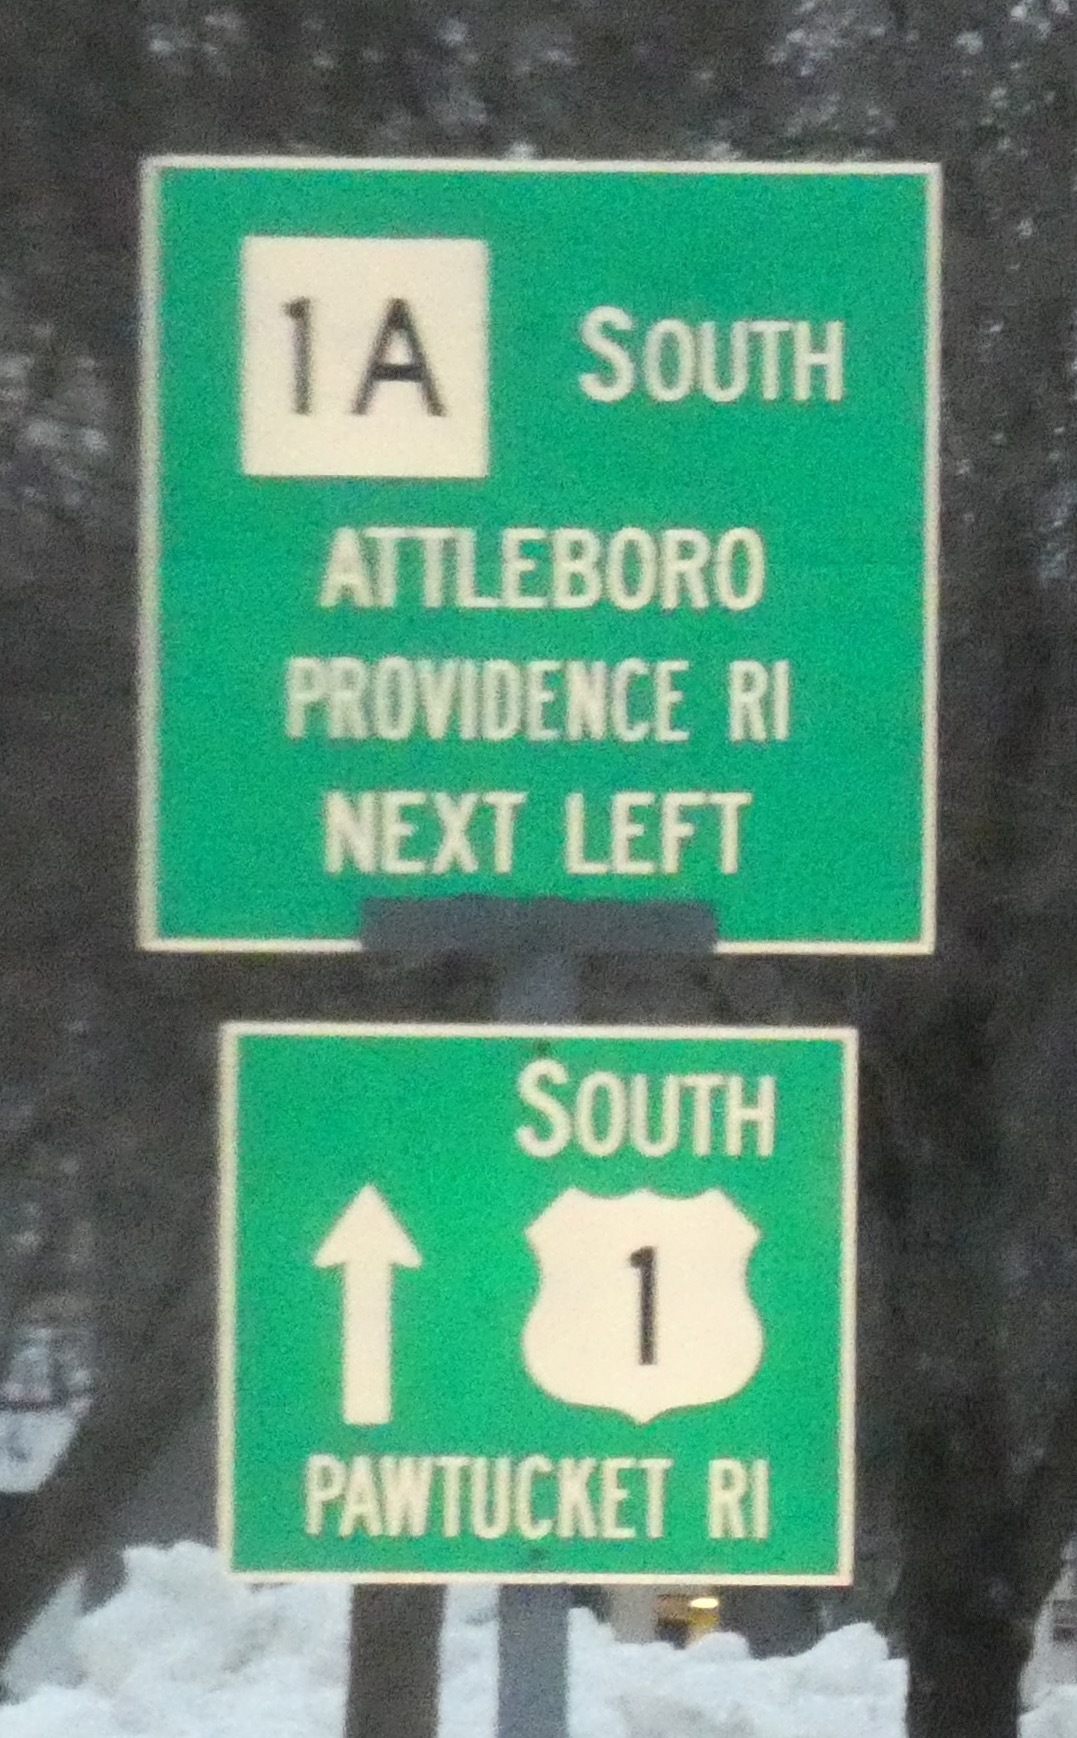 1A SOUTH
ATTLEBORO
PROVIDENCE RI
NEXT LEFT
SOUTH
1
PAWTUCKET RI